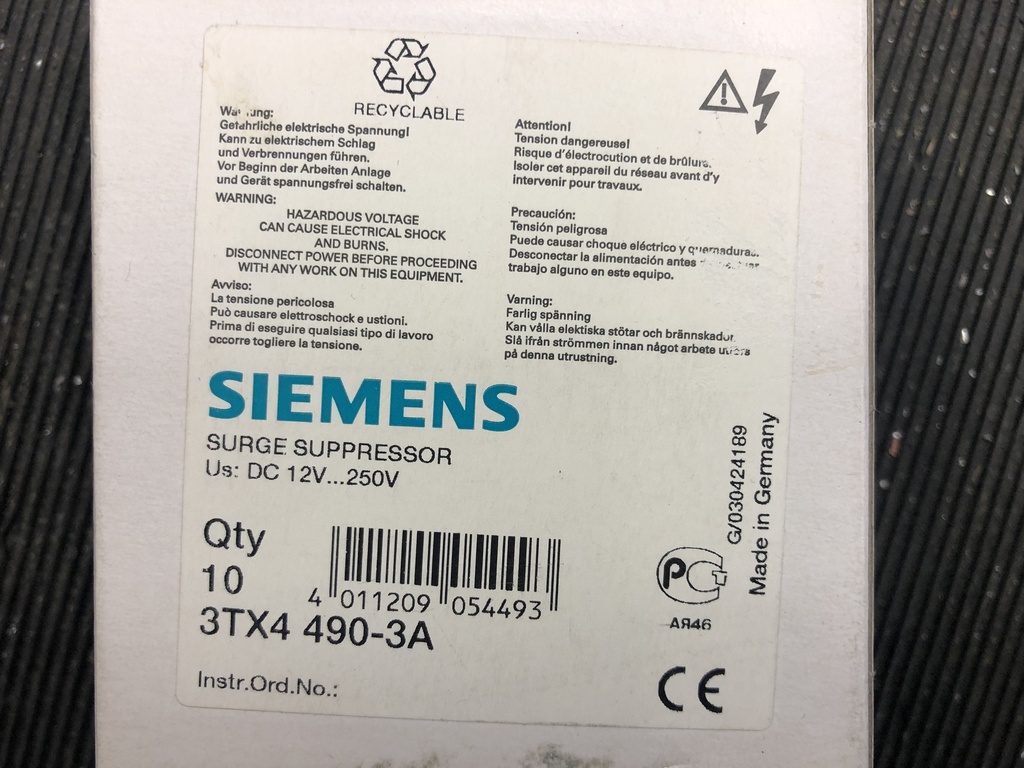 RECYCLABLE
Gefährliche elektrische Spannung!
Kann zu elektrischem Schlag
und Verbrennungen führen.
Vor Beginn der Arbeiten Anlage
und Gerät spannungsfrei schalten.
WARNING:
HAZARDOUS VOLTAGE
CAN CAUSE ELECTRICAL SHOCK
AND BURNS.
DISCONNECT POWER BEFORE PROCEEDING
WITH ANY WORK ON THIS EQUIPMENT.
Avviso:
La tensione pericolosa
Può causare elettroschock e ustioni.
Prima di eseguire qualsiasi tipo di lavoro
occorre togliere la tensione.
Attention!
Tension dangereuse!
Risque d'électrocution et de brûlure.
Isoler cet appareil du réseau avant d'y
intervenir pour travaux.
Precaución:
Tensión peligrosa
Puede causar choque eléctrico y quemaduras.
Desconectar la alimentación antes
trabajo alguno en este equipo.
Varning:
Farlig spänning
Kan vålla elektiska stötar och brännskador.
Slå ifrån strömmen innan något arbete
på denna utrustning.
SIEMENS
SURGE SUPPRESSOR
Us: DC 12V...250V
Qty
10
4 011209 054493
3TX4 490-3A
Instr.Ord.No.:
G/030424189
Made in Germany
PC
АЯ46
CE